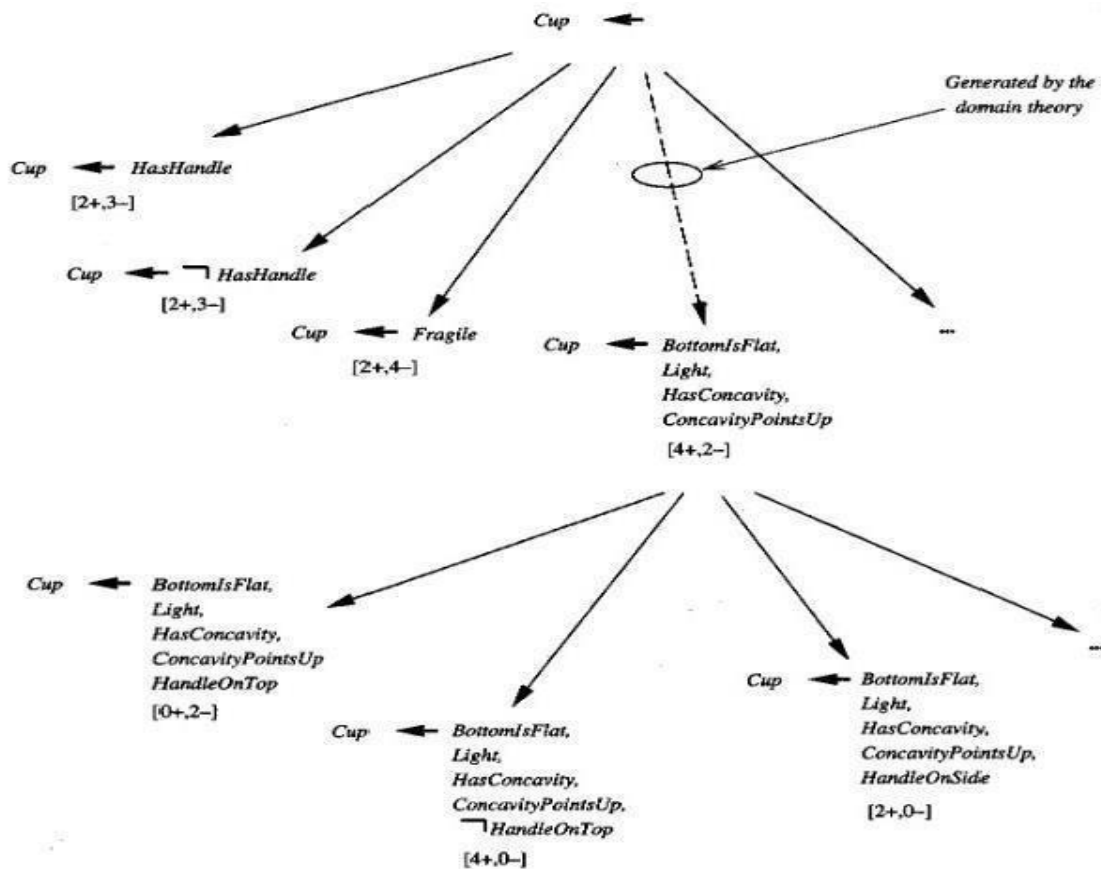 Cup ←
Generated by the
domain theory
Cup ← HasHandle
[2+,3–]
Cup ← ¬ HasHandle
[2+,3–]
Cup ← Fragile
[2+,4–]
Cup ← BottomIsFlat,
Light,
HasConcavity,
ConcavityPointsUp
[4+,2–]
...
Cup ← BottomIsFlat,
Light,
HasConcavity,
ConcavityPointsUp
HandleOnTop
[0+,2–]
Cup ← BottomIsFlat,
Light,
HasConcavity,
ConcavityPointsUp,
¬ HandleOnTop
[4+,0–]
Cup ← BottomIsFlat,
Light,
HasConcavity,
ConcavityPointsUp,
HandleOnSide
[2+,0–]
...